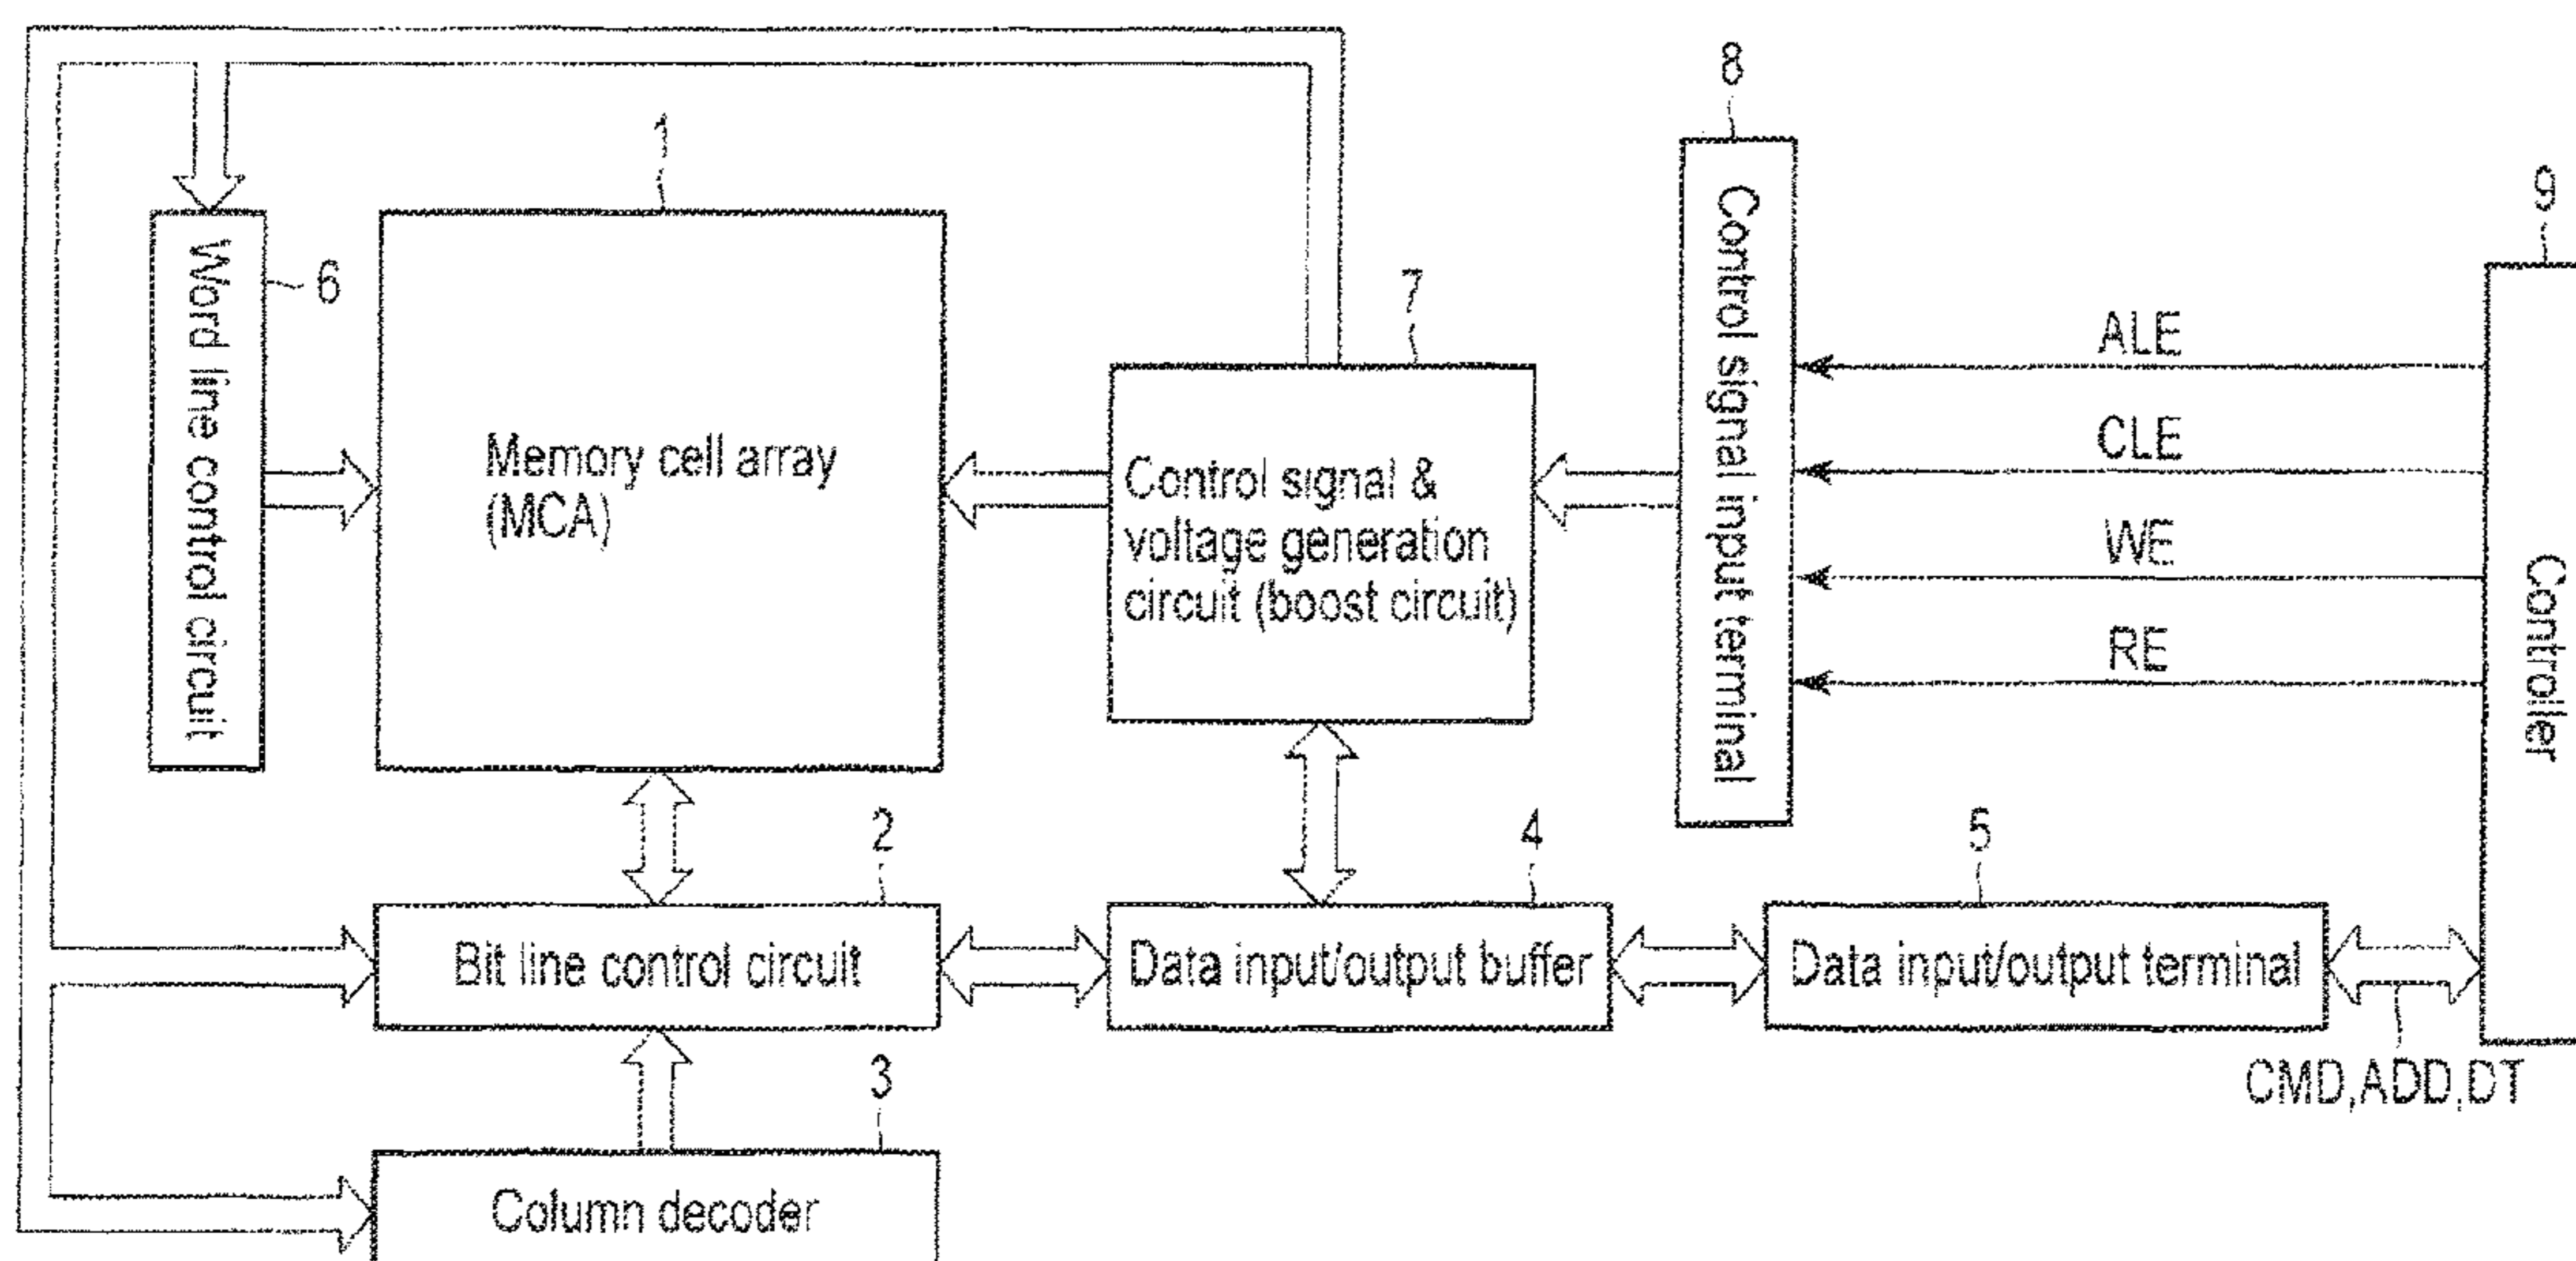 8
1
9
6
7
Word line control circuit
Memory cell array
(MCA)
Control signal &
voltage generation
circuit (boost circuit)
Control signal input terminal
ALE
CLE
WE
RE
Controller
2
4
5
Bit line control circuit
Data input/output buffer
Data input/output terminal
CMD,ADD,DT
3
Column decoder